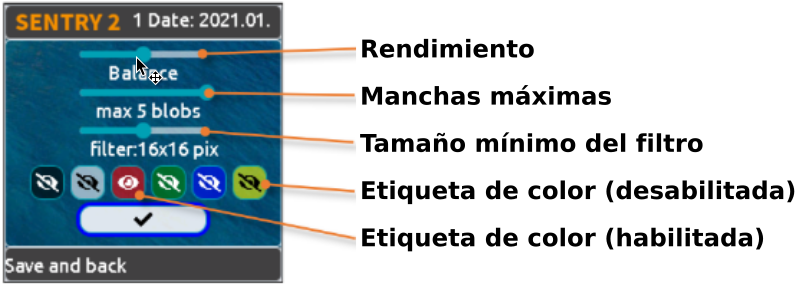 SENTRY 2 1 Date: 2021.01.
Balance
max 5 blobs
filter:16x16 pix
Save and back
Rendimiento
Manchas máximas
Tamaño mínimo del filtro
Etiqueta de color (desabilitada)
Etiqueta de color (habilitada)